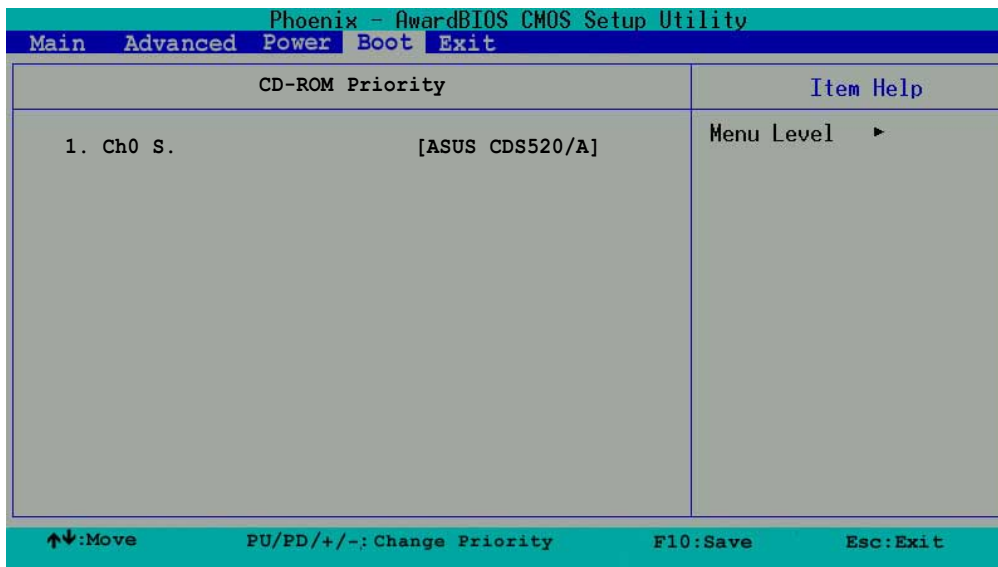 Phoenix - AwardBIOS CMOS Setup Utility
Main Advanced Power Boot Exit
CD-ROM Priority
Item Help
1. Ch0 S. [ASUS CDS520/A]
Menu Level ►
↑↓:Move PU/PD/+/-:Change Priority F10:Save Esc:Exit